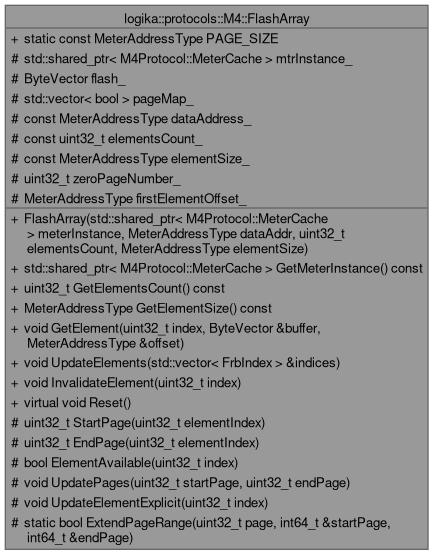 logika::protocols::M4::FlashArray
+ static const MeterAddressType PAGE_SIZE
# std::shared_ptr< M4Protocol::MeterCache > mtrInstance_
# ByteVector flash_
# std::vector< bool > pageMap_
# const MeterAddressType dataAddress_
# const uint32_t elementsCount_
# const MeterAddressType elementSize_
# uint32_t zeroPageNumber_
# MeterAddressType firstElementOffset_
+ FlashArray(std::shared_ptr< M4Protocol::MeterCache
> meterInstance, MeterAddressType dataAddr, uint32_t
elementsCount, MeterAddressType elementSize)
+ std::shared_ptr< M4Protocol::MeterCache > GetMeterInstance() const
+ uint32_t GetElementsCount() const
+ MeterAddressType GetElementSize() const
+ void GetElement(uint32_t index, ByteVector &buffer,
MeterAddressType &offset)
+ void UpdateElements(std::vector< FrbIndex > &indices)
+ void InvalidateElement(uint32_t index)
+ virtual void Reset()
# uint32_t StartPage(uint32_t elementIndex)
# uint32_t EndPage(uint32_t elementIndex)
# bool ElementAvailable(uint32_t index)
# void UpdatePages(uint32_t startPage, uint32_t endPage)
# void UpdateElementExplicit(uint32_t index)
# static bool ExtendPageRange(uint32_t page, int64_t &startPage,
int64_t &endPage)